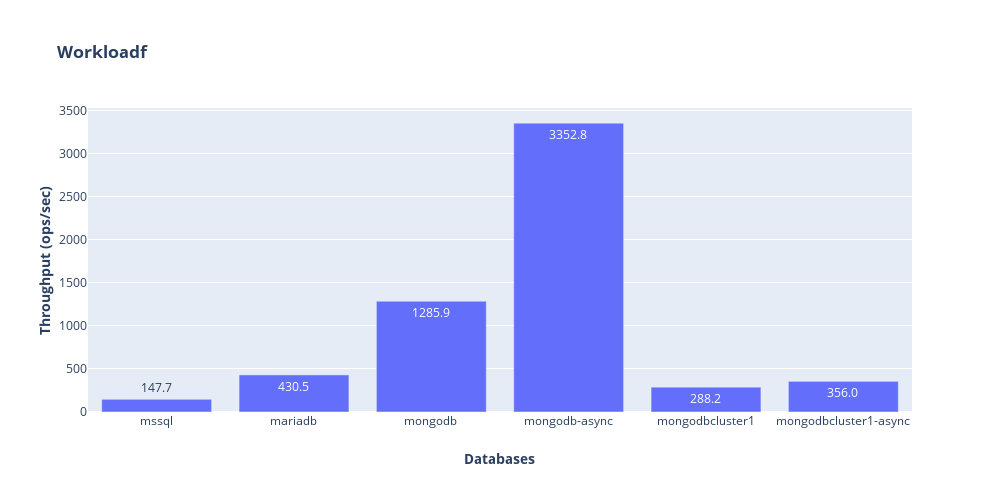 Workloadf
Throughput (ops/sec)
3500
3000
2500
2000
1500
1000
500
0
147.7
430.5
1285.9
3352.8
288.2
356.0
mssql
mariadb
mongodb
mongodb-async
mongodbcluster1
mongodbcluster1-async
Databases